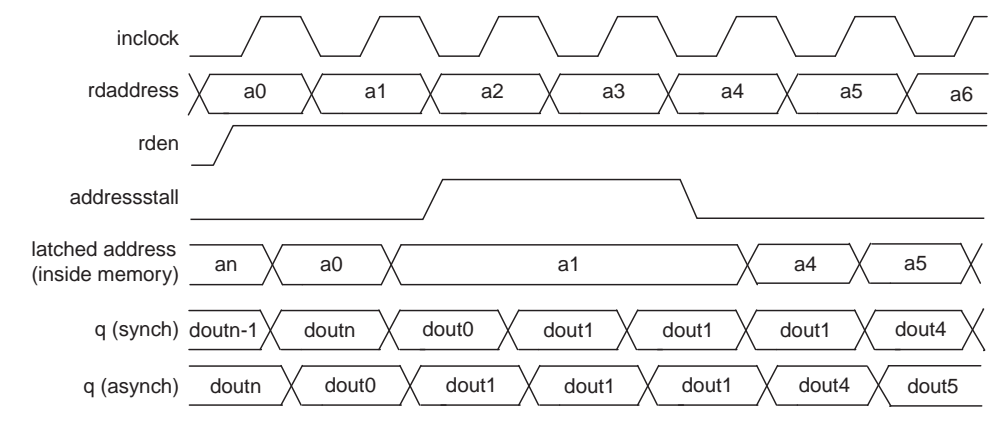 inclock
rdaddress a0 a1 a2 a3 a4 a5 a6
rden
addressstall
latched address
(inside memory) an a0 a1 a4 a5
q (synch) doutn-1 doutn dout0 dout1 dout1 dout1 dout4
q (asynch) doutn dout0 dout1 dout1 dout1 dout4 dout5